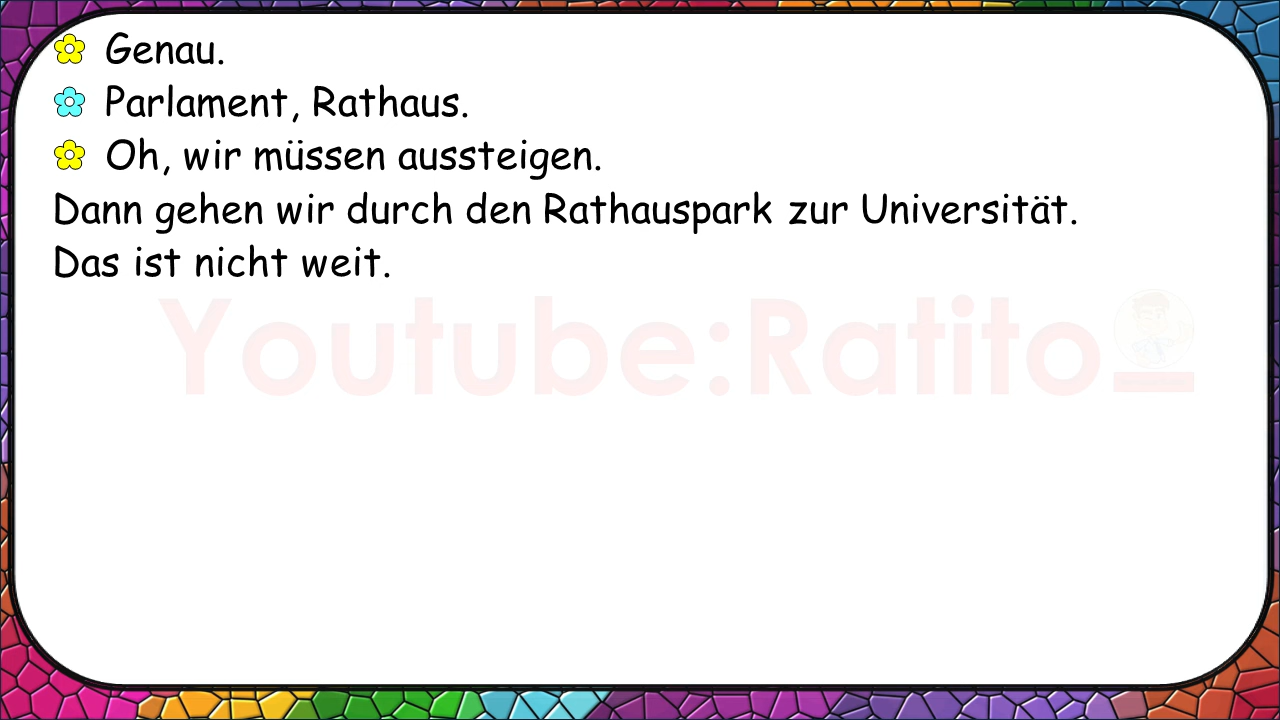 Genau.
Parlament, Rathaus.
Oh, wir müssen aussteigen.
Dann gehen wir durch den Rathauspark zur Universität.
Das ist nicht weit.
Youtube:Ratito